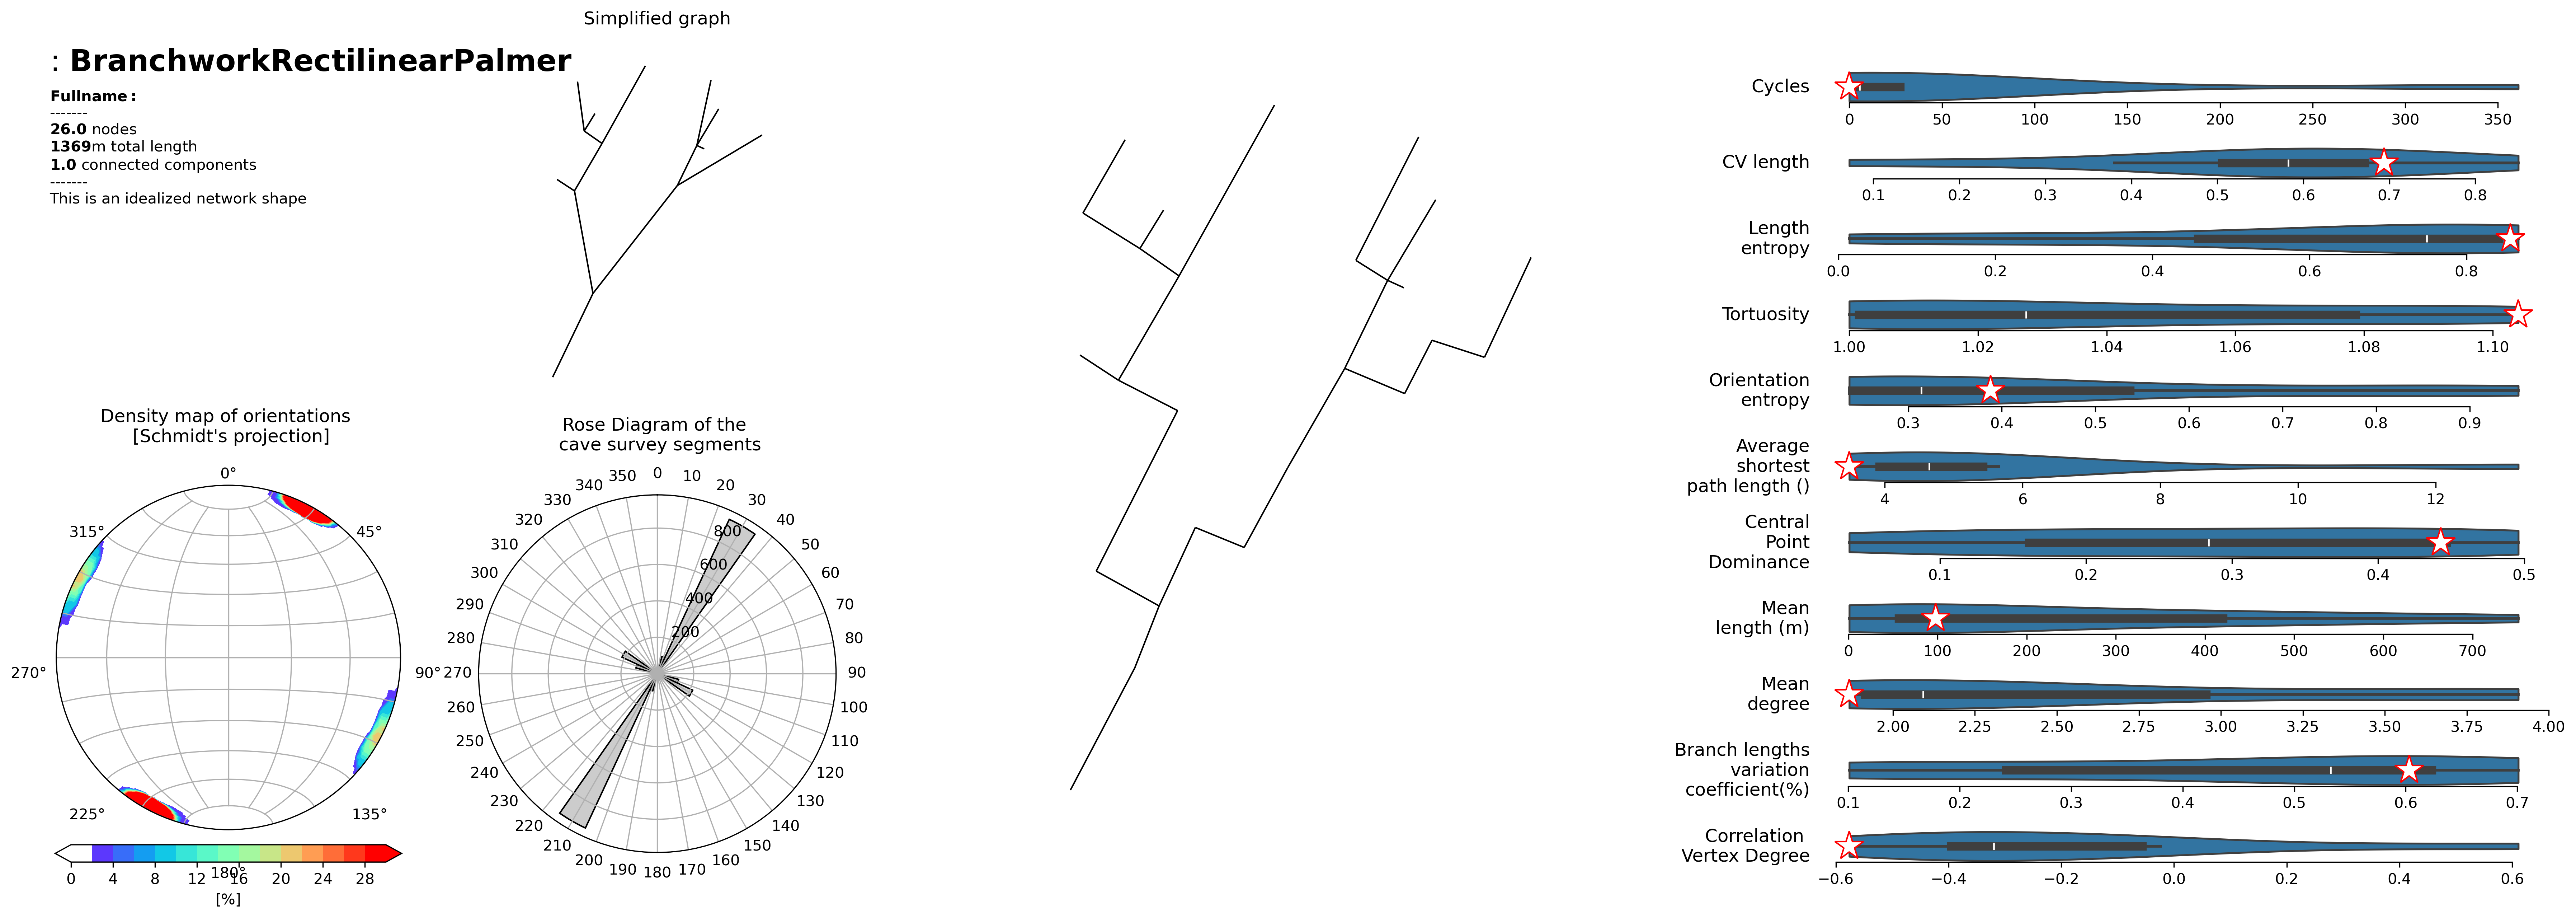 Simplified graph
: BranchworkRectilinearPalmer
Fullname :
-------
26.0 nodes
1369m total length
1.0 connected components
-------
This is an idealized network shape
Density map of orientations
[Schmidt's projection]
0°
45°
90°
135°
180°
225°
270°
315°
0 4 8 12 16 20 24 28
[%]
Rose Diagram of the
cave survey segments
0 10 20 30 40 50 60 70 80 90 100 110 120 130 140 150 160 170 180 190 200 210 220 230 240 250 260 270 280 290 300 310 320 330 340 350
200 400 600 800
Cycles
0 50 100 150 200 250 300 350
CV length
0.1 0.2 0.3 0.4 0.5 0.6 0.7 0.8
Length
entropy
0.0 0.2 0.4 0.6 0.8
Tortuosity
1.00 1.02 1.04 1.06 1.08 1.10
Orientation
entropy
0.3 0.4 0.5 0.6 0.7 0.8 0.9
Average
shortest
path length ()
4 6 8 10 12
Central
Point
Dominance
0.1 0.2 0.3 0.4 0.5
Mean
length (m)
0 100 200 300 400 500 600 700
Mean
degree
2.00 2.25 2.50 2.75 3.00 3.25 3.50 3.75 4.00
Branch lengths
variation
coefficient(%)
0.1 0.2 0.3 0.4 0.5 0.6 0.7
Correlation
Vertex Degree
−0.6 −0.4 −0.2 0.0 0.2 0.4 0.6